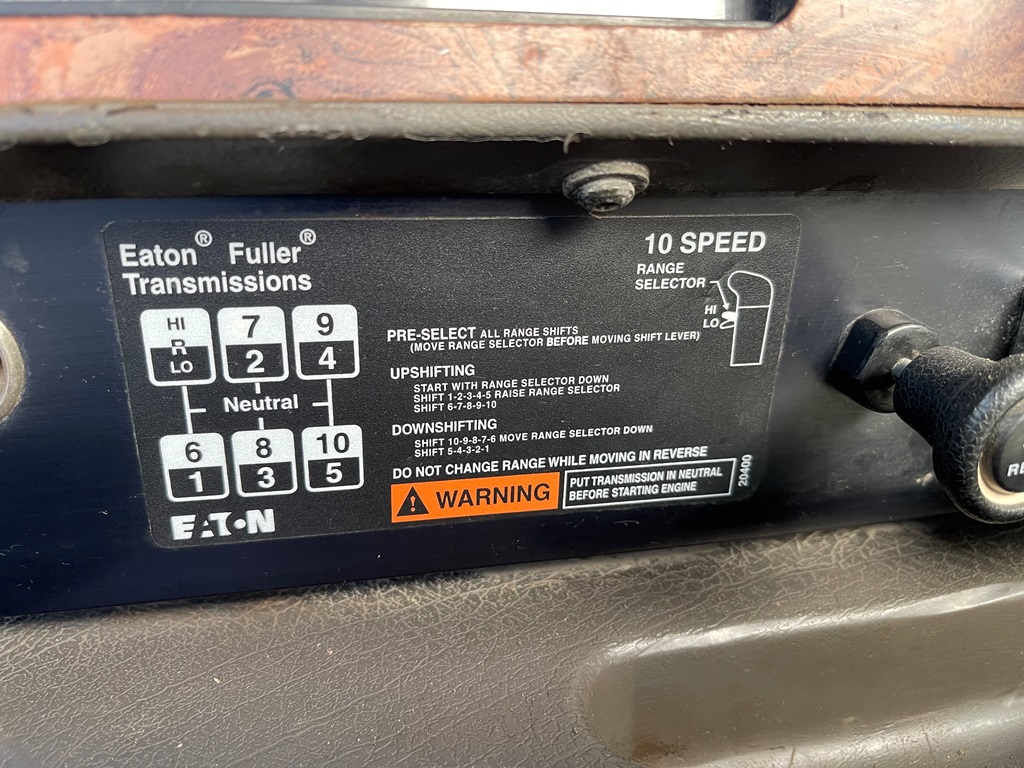 Eaton® Fuller®
Transmissions
10 SPEED
RANGE
SELECTOR
HI
LO
HI
R
LO
7
2
9
4
Neutral
6
1
8
3
10
5
EATON
PRE-SELECT ALL RANGE SHIFTS
(MOVE RANGE SELECTOR BEFORE MOVING SHIFT LEVER)
UPSHIFTING
START WITH RANGE SELECTOR DOWN
SHIFT 1-2-3-4-5 RAISE RANGE SELECTOR
SHIFT 6-7-8-9-10
DOWNSHIFTING
SHIFT 10-9-8-7-6 MOVE RANGE SELECTOR DOWN
SHIFT 5-4-3-2-1
DO NOT CHANGE RANGE WHILE MOVING IN REVERSE
WARNING
PUT TRANSMISSION IN NEUTRAL
BEFORE STARTING ENGINE
20400